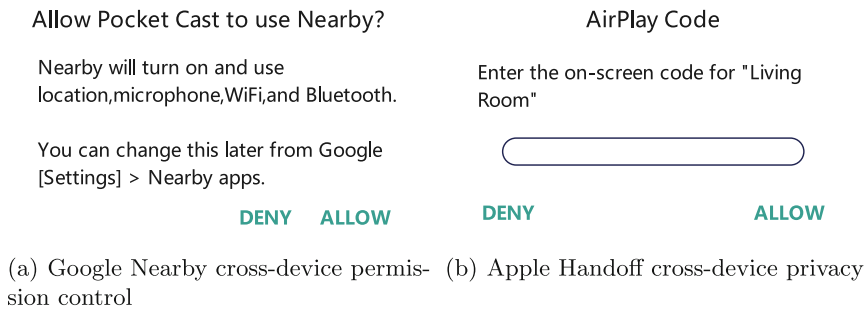 Allow Pocket Cast to use Nearby?
Nearby will turn on and use
location,microphone,WiFi,and Bluetooth.
You can change this later from Google
[Settings] > Nearby apps.
DENY ALLOW
(a) Google Nearby cross-device permis-
sion control
AirPlay Code
Enter the on-screen code for "Living
Room"
DENY ALLOW
(b) Apple Handoff cross-device privacy